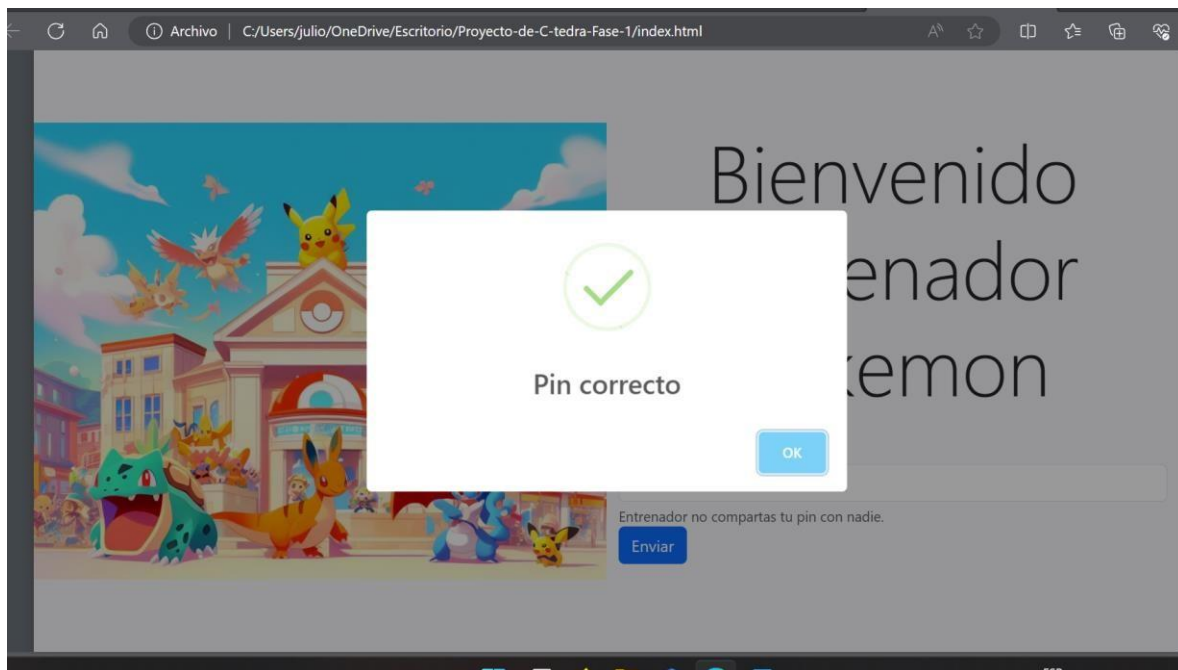 Archivo | C:/Users/julio/OneDrive/Escritorio/Proyecto-de-C-tedra-Fase-1/index.html
Bienvenido
enador
emon
Pin correcto
OK
Entrenador no compartas tu pin con nadie.
Enviar